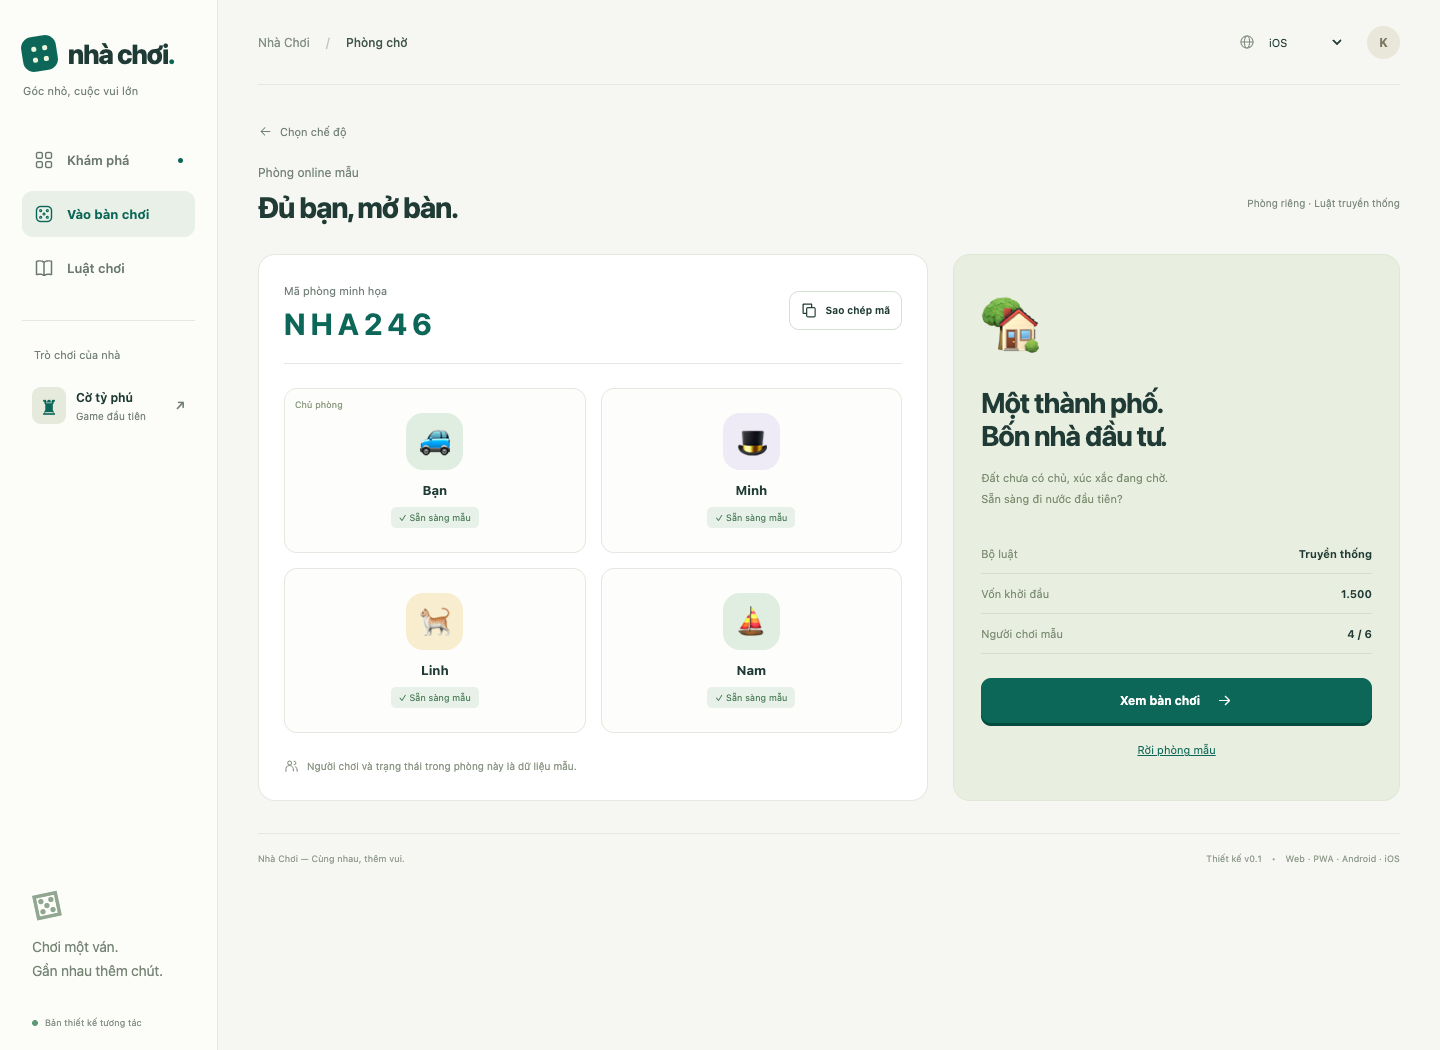 nhà chơi.
Góc nhỏ, cuộc vui lớn
Khám phá
Vào bàn chơi
Luật chơi
Trò chơi của nhà
Cờ tỷ phú
Game đầu tiên
Chơi một ván.
Gần nhau thêm chút.
Bản thiết kế tương tác
Nhà Chơi / Phòng chờ
iOS
K
Chọn chế độ
Phòng online mẫu
Đủ bạn, mở bàn.
Phòng riêng · Luật truyền thống
Mã phòng minh họa
NHA246
Sao chép mã
Chủ phòng
Bạn
Sẵn sàng mẫu
Minh
Sẵn sàng mẫu
Linh
Sẵn sàng mẫu
Nam
Sẵn sàng mẫu
Người chơi và trạng thái trong phòng này là dữ liệu mẫu.
Một thành phố.
Bốn nhà đầu tư.
Đất chưa có chủ, xúc xắc đang chờ.
Sẵn sàng đi nước đầu tiên?
Bộ luật Truyền thống
Vốn khởi đầu 1.500
Người chơi mẫu 4 / 6
Xem bàn chơi
Rời phòng mẫu
Nhà Chơi — Cùng nhau, thêm vui.
Thiết kế v0.1 • Web · PWA · Android · iOS